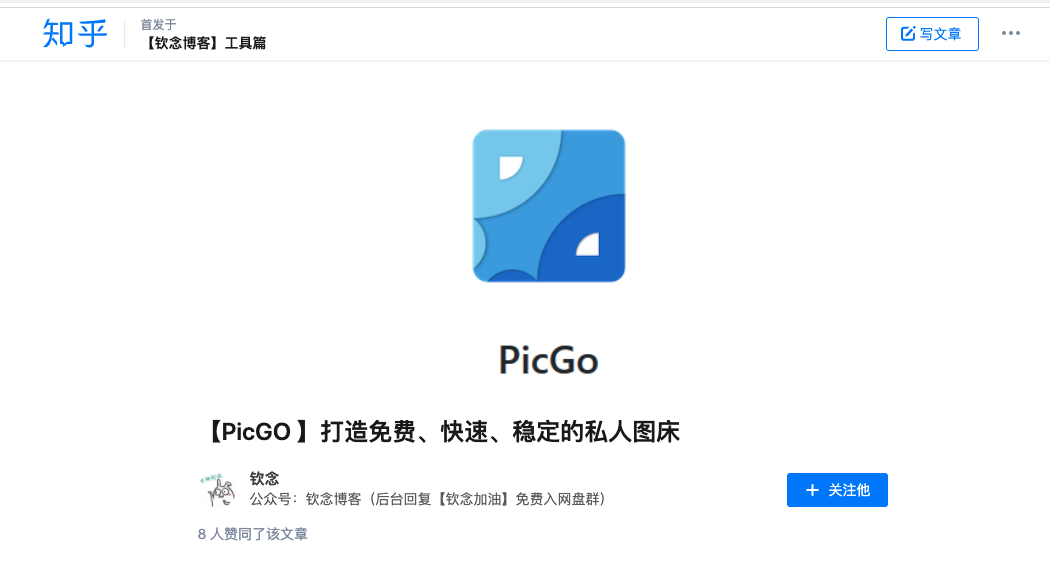 知乎
首发于
【钦念博客】工具篇
写文章
PicGo
【PicGO 】打造免费、快速、稳定的私人图床
钦念
公众号：钦念博客（后台回复【钦念加油】免费入网盘群）
关注他
8 人赞同了该文章